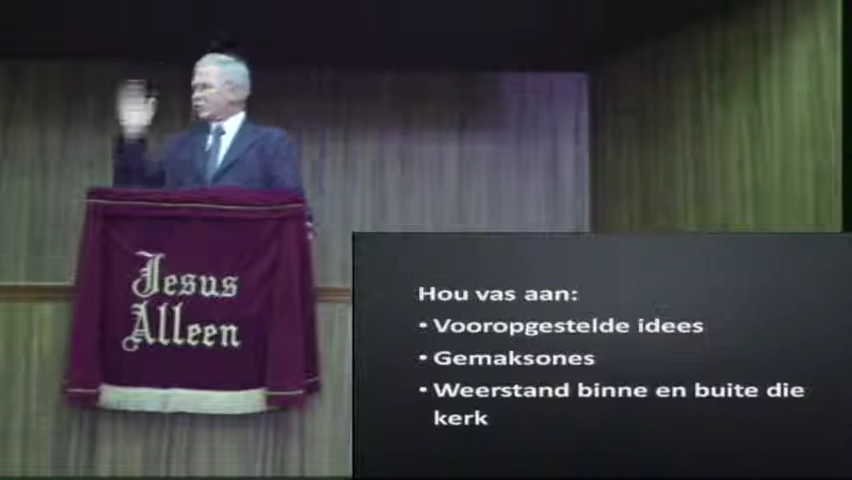 Jesus
Alleen
Hou vas aan:
• Vooropgestelde idees
• Gemaksones
• Weerstand binne en buite die
kerk